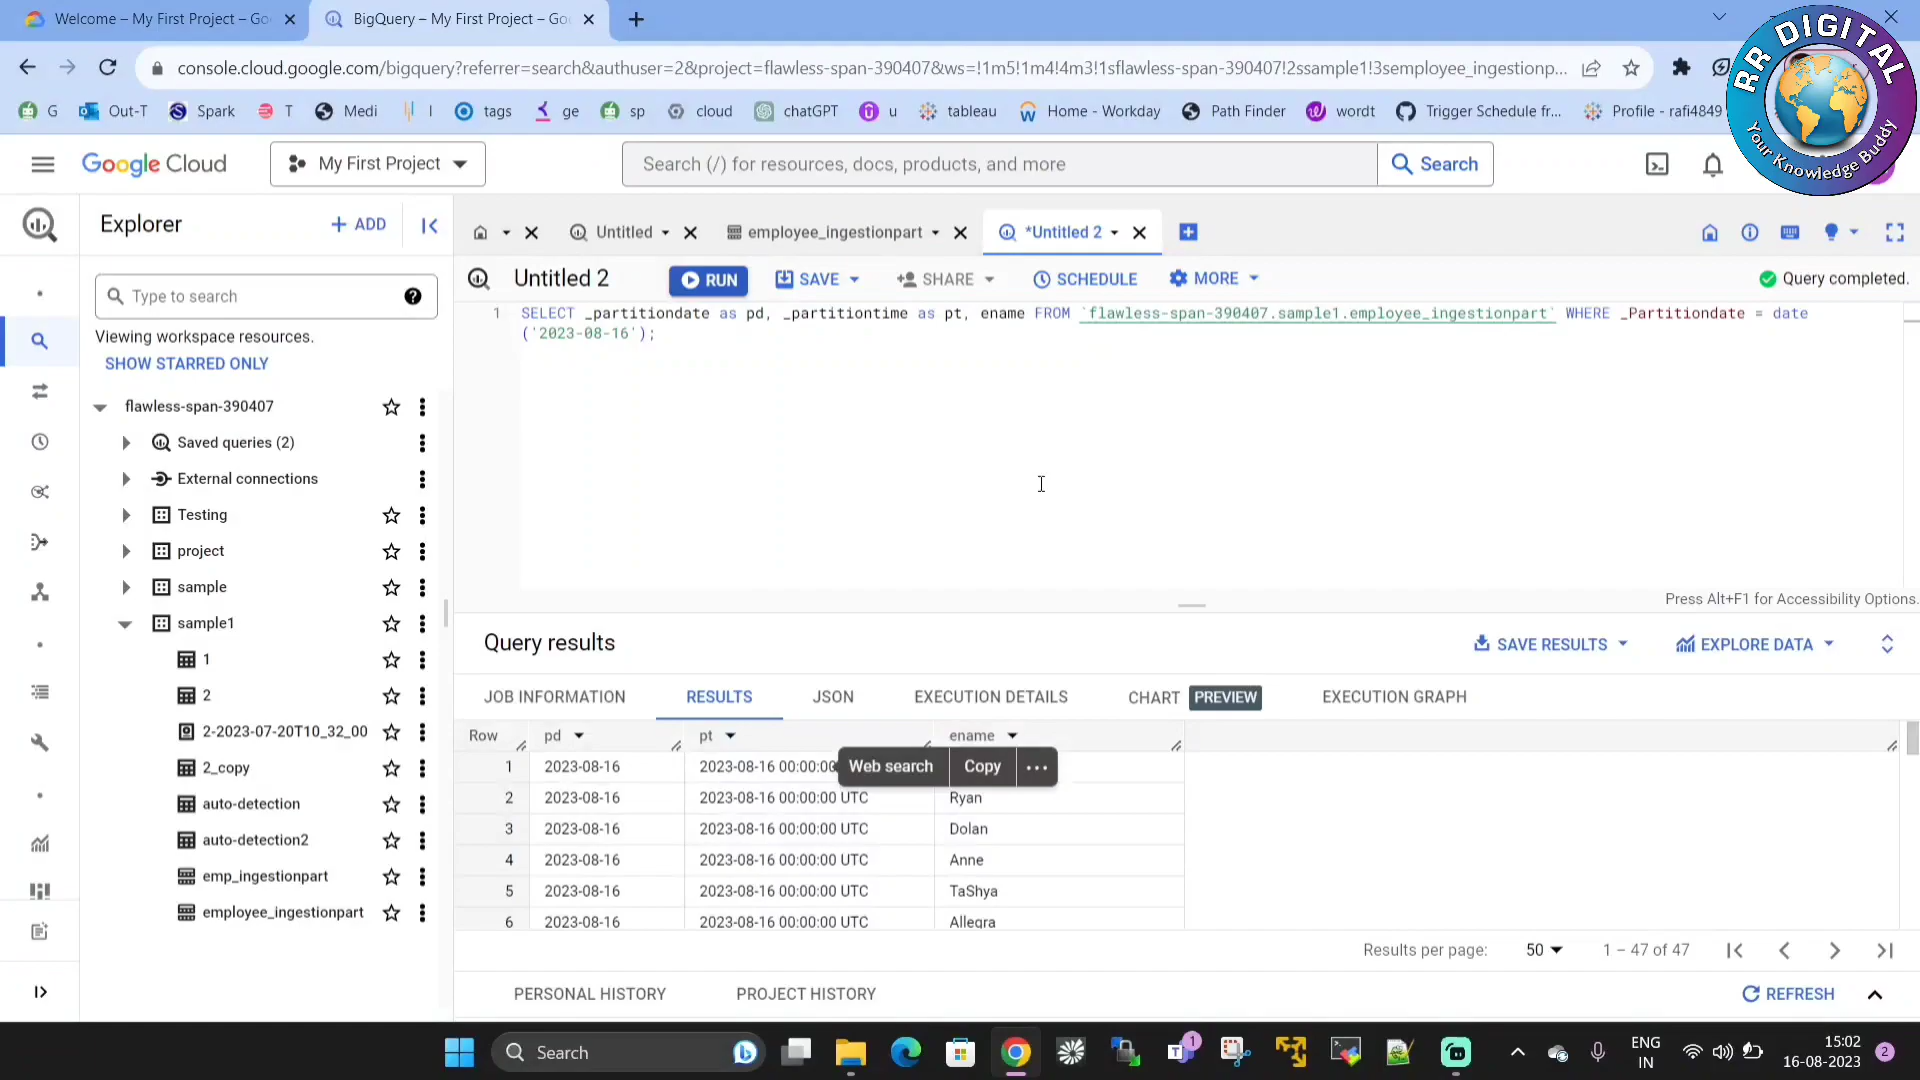 Welcome – My First Project – Go
BigQuery – My First Project – Go
console.cloud.google.com/bigquery?referrer=search&authuser=2&project=flawless-span-390407&ws=!1m5!1m4!4m3!1sflawless-span-390407!2ssample1!3semployee_ingestionp...
G Out-T Spark T Medi I tags ge sp cloud chatGPT u tableau Home - Workday Path Finder wordt Trigger Schedule fr... Profile - rafi4849
RR DIGITAL
Your Knowledge Buddy
Google Cloud
My First Project
Search (/) for resources, docs, products, and more
Search
Explorer
+ ADD
Untitled
employee_ingestionpart
*Untitled 2
Untitled 2
RUN
SAVE
SHARE
SCHEDULE
MORE
Query completed.
Type to search
Viewing workspace resources.
SHOW STARRED ONLY
flawless-span-390407
Saved queries (2)
External connections
Testing
project
sample
sample1
1
2
2-2023-07-20T10_32_00
2_copy
auto-detection
auto-detection2
emp_ingestionpart
employee_ingestionpart
1 SELECT _partitiondate as pd, _partitiontime as pt, ename FROM `flawless-span-390407.sample1.employee_ingestionpart` WHERE _Partitiondate = date
('2023-08-16');
Press Alt+F1 for Accessibility Options.
Query results
SAVE RESULTS
EXPLORE DATA
JOB INFORMATION
RESULTS
JSON
EXECUTION DETAILS
CHART PREVIEW
EXECUTION GRAPH
Row pd pt ename
1 2023-08-16 2023-08-16 00:00:00
Web search Copy ...
2 2023-08-16 2023-08-16 00:00:00 UTC Ryan
3 2023-08-16 2023-08-16 00:00:00 UTC Dolan
4 2023-08-16 2023-08-16 00:00:00 UTC Anne
5 2023-08-16 2023-08-16 00:00:00 UTC TaShya
6 2023-08-16 2023-08-16 00:00:00 UTC Allegra
Results per page: 50 1 – 47 of 47
PERSONAL HISTORY
PROJECT HISTORY
REFRESH
Search
1
ENG
IN
15:02
16-08-2023
2